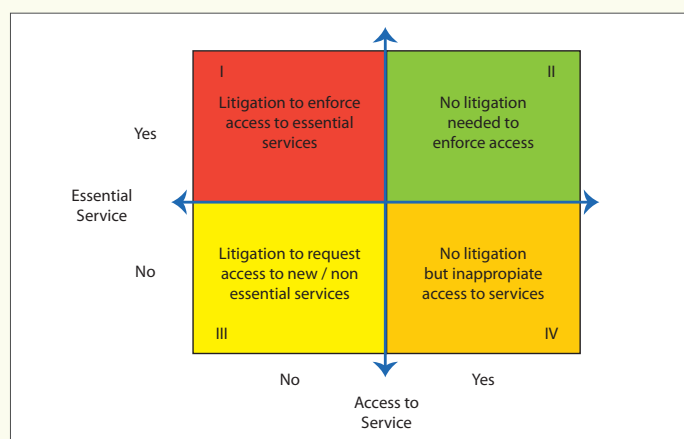 I
Litigation to enforce
access to essential
services
II
No litigation
needed to
enforce access
Yes
Essential
Service
No
Litigation to request
access to new / non
essential services
III
No litigation
but inappropiate
access to services
IV
No
Yes
Access to
Service